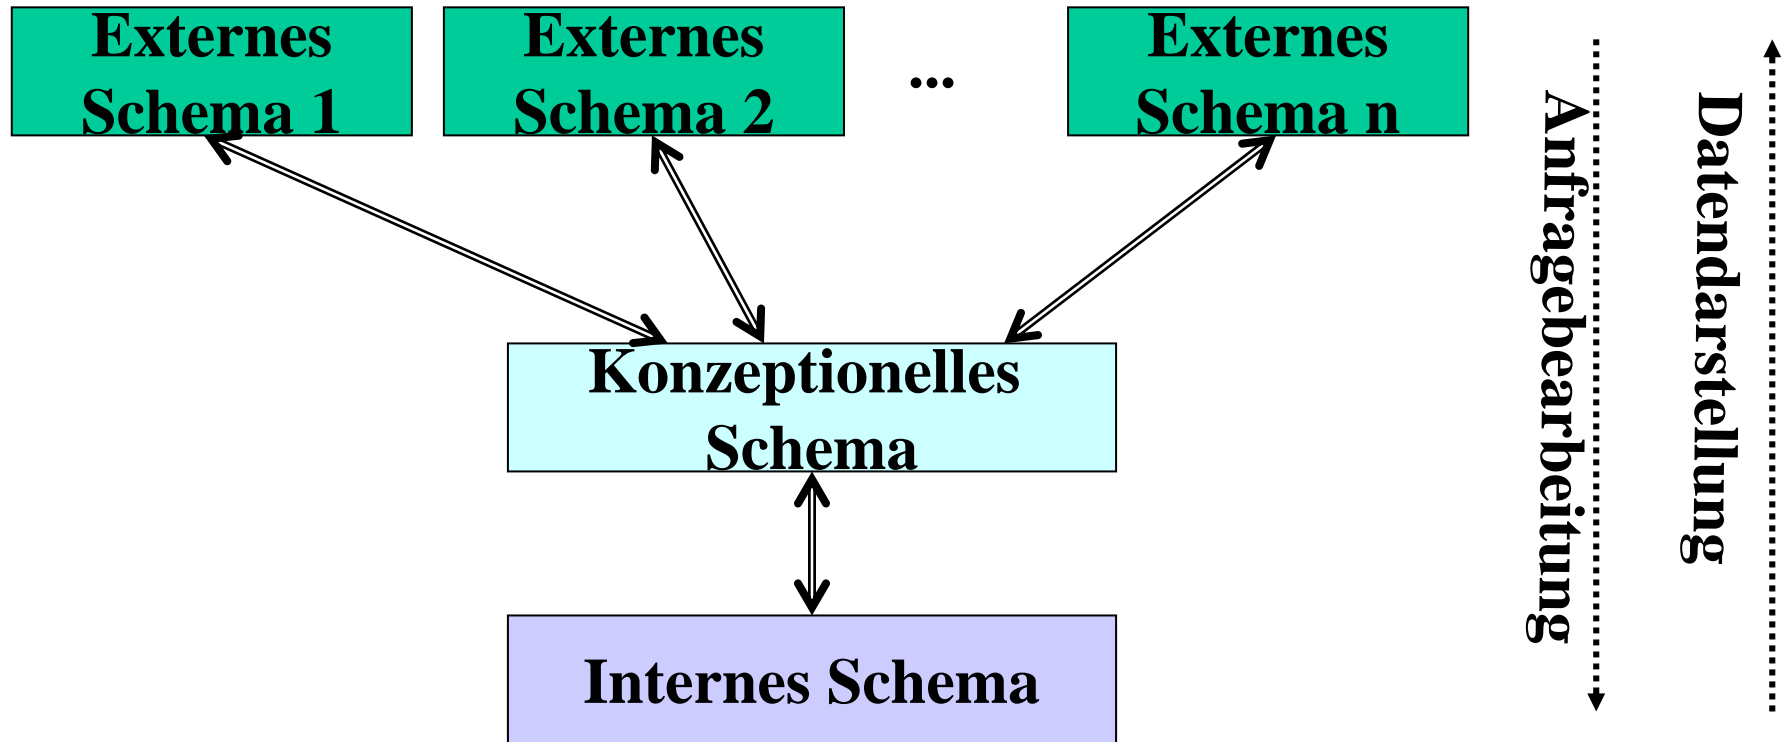 Externes
Schema 1
Externes
Schema 2
...
Externes
Schema n
Konzeptionelles
Schema
Internes Schema
Anfragebearbeitung
Datendarstellung